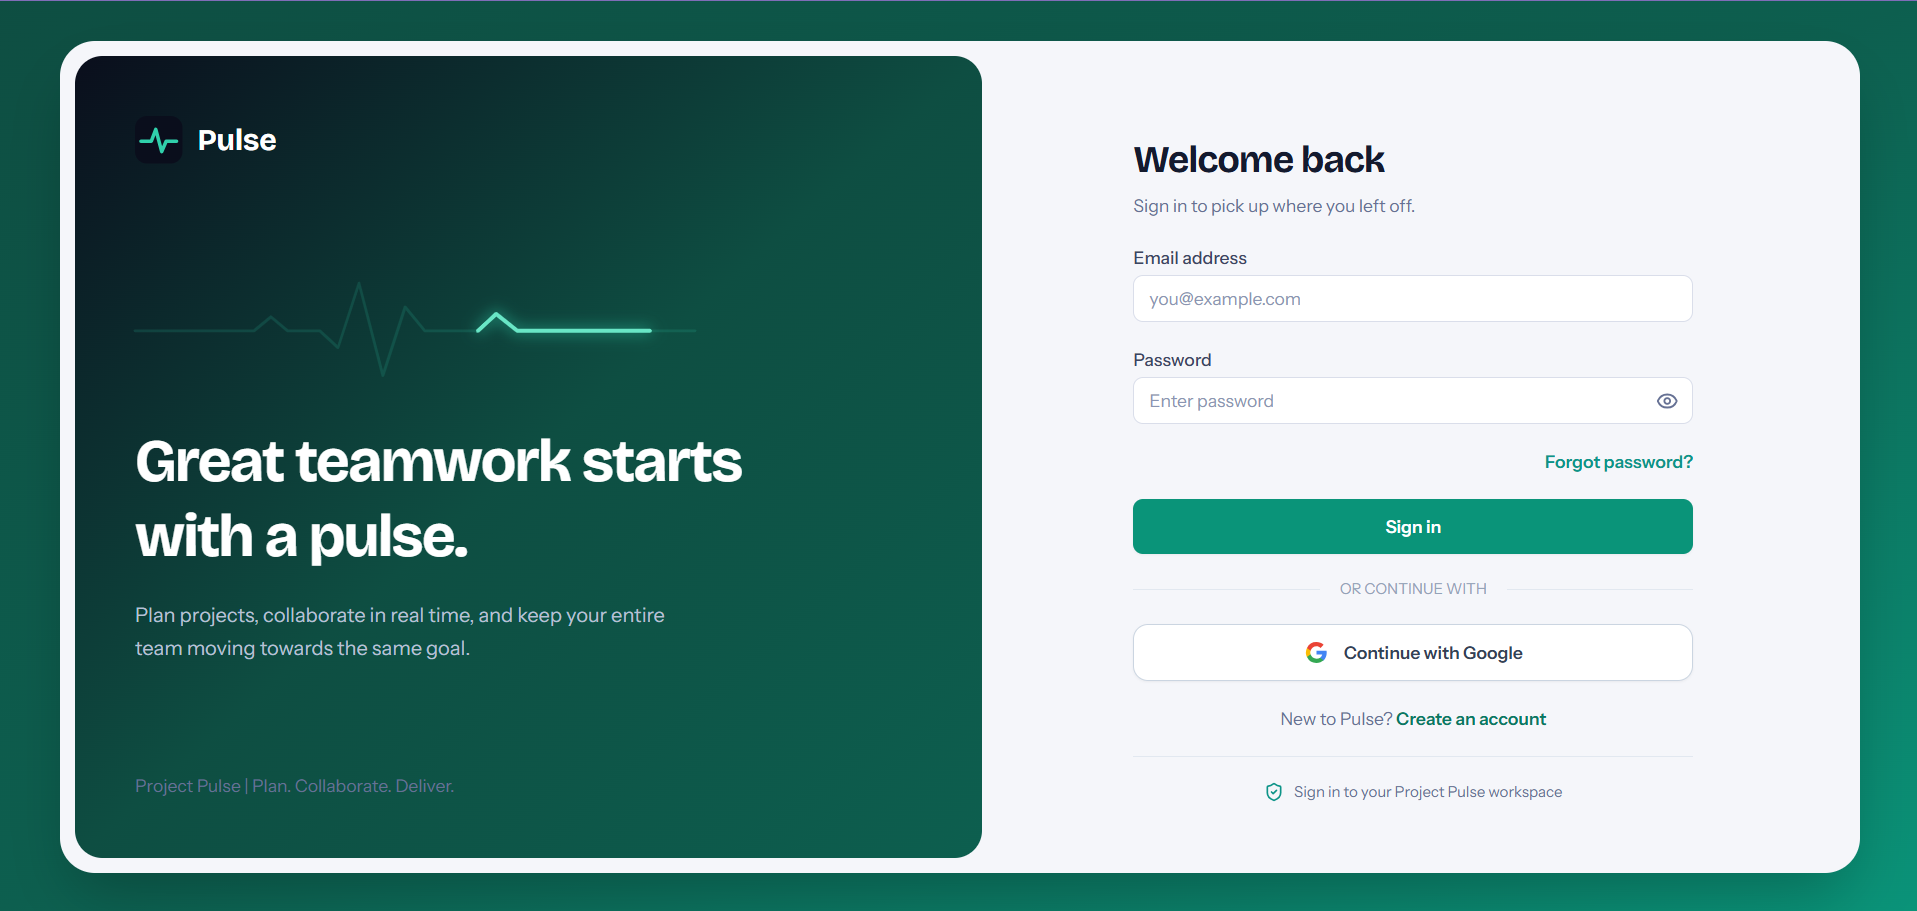 Pulse
Great teamwork starts
with a pulse.
Plan projects, collaborate in real time, and keep your entire
team moving towards the same goal.
Project Pulse | Plan. Collaborate. Deliver.
Welcome back
Sign in to pick up where you left off.
Email address
you@example.com
Password
Enter password
Forgot password?
Sign in
OR CONTINUE WITH
Continue with Google
New to Pulse? Create an account
Sign in to your Project Pulse workspace